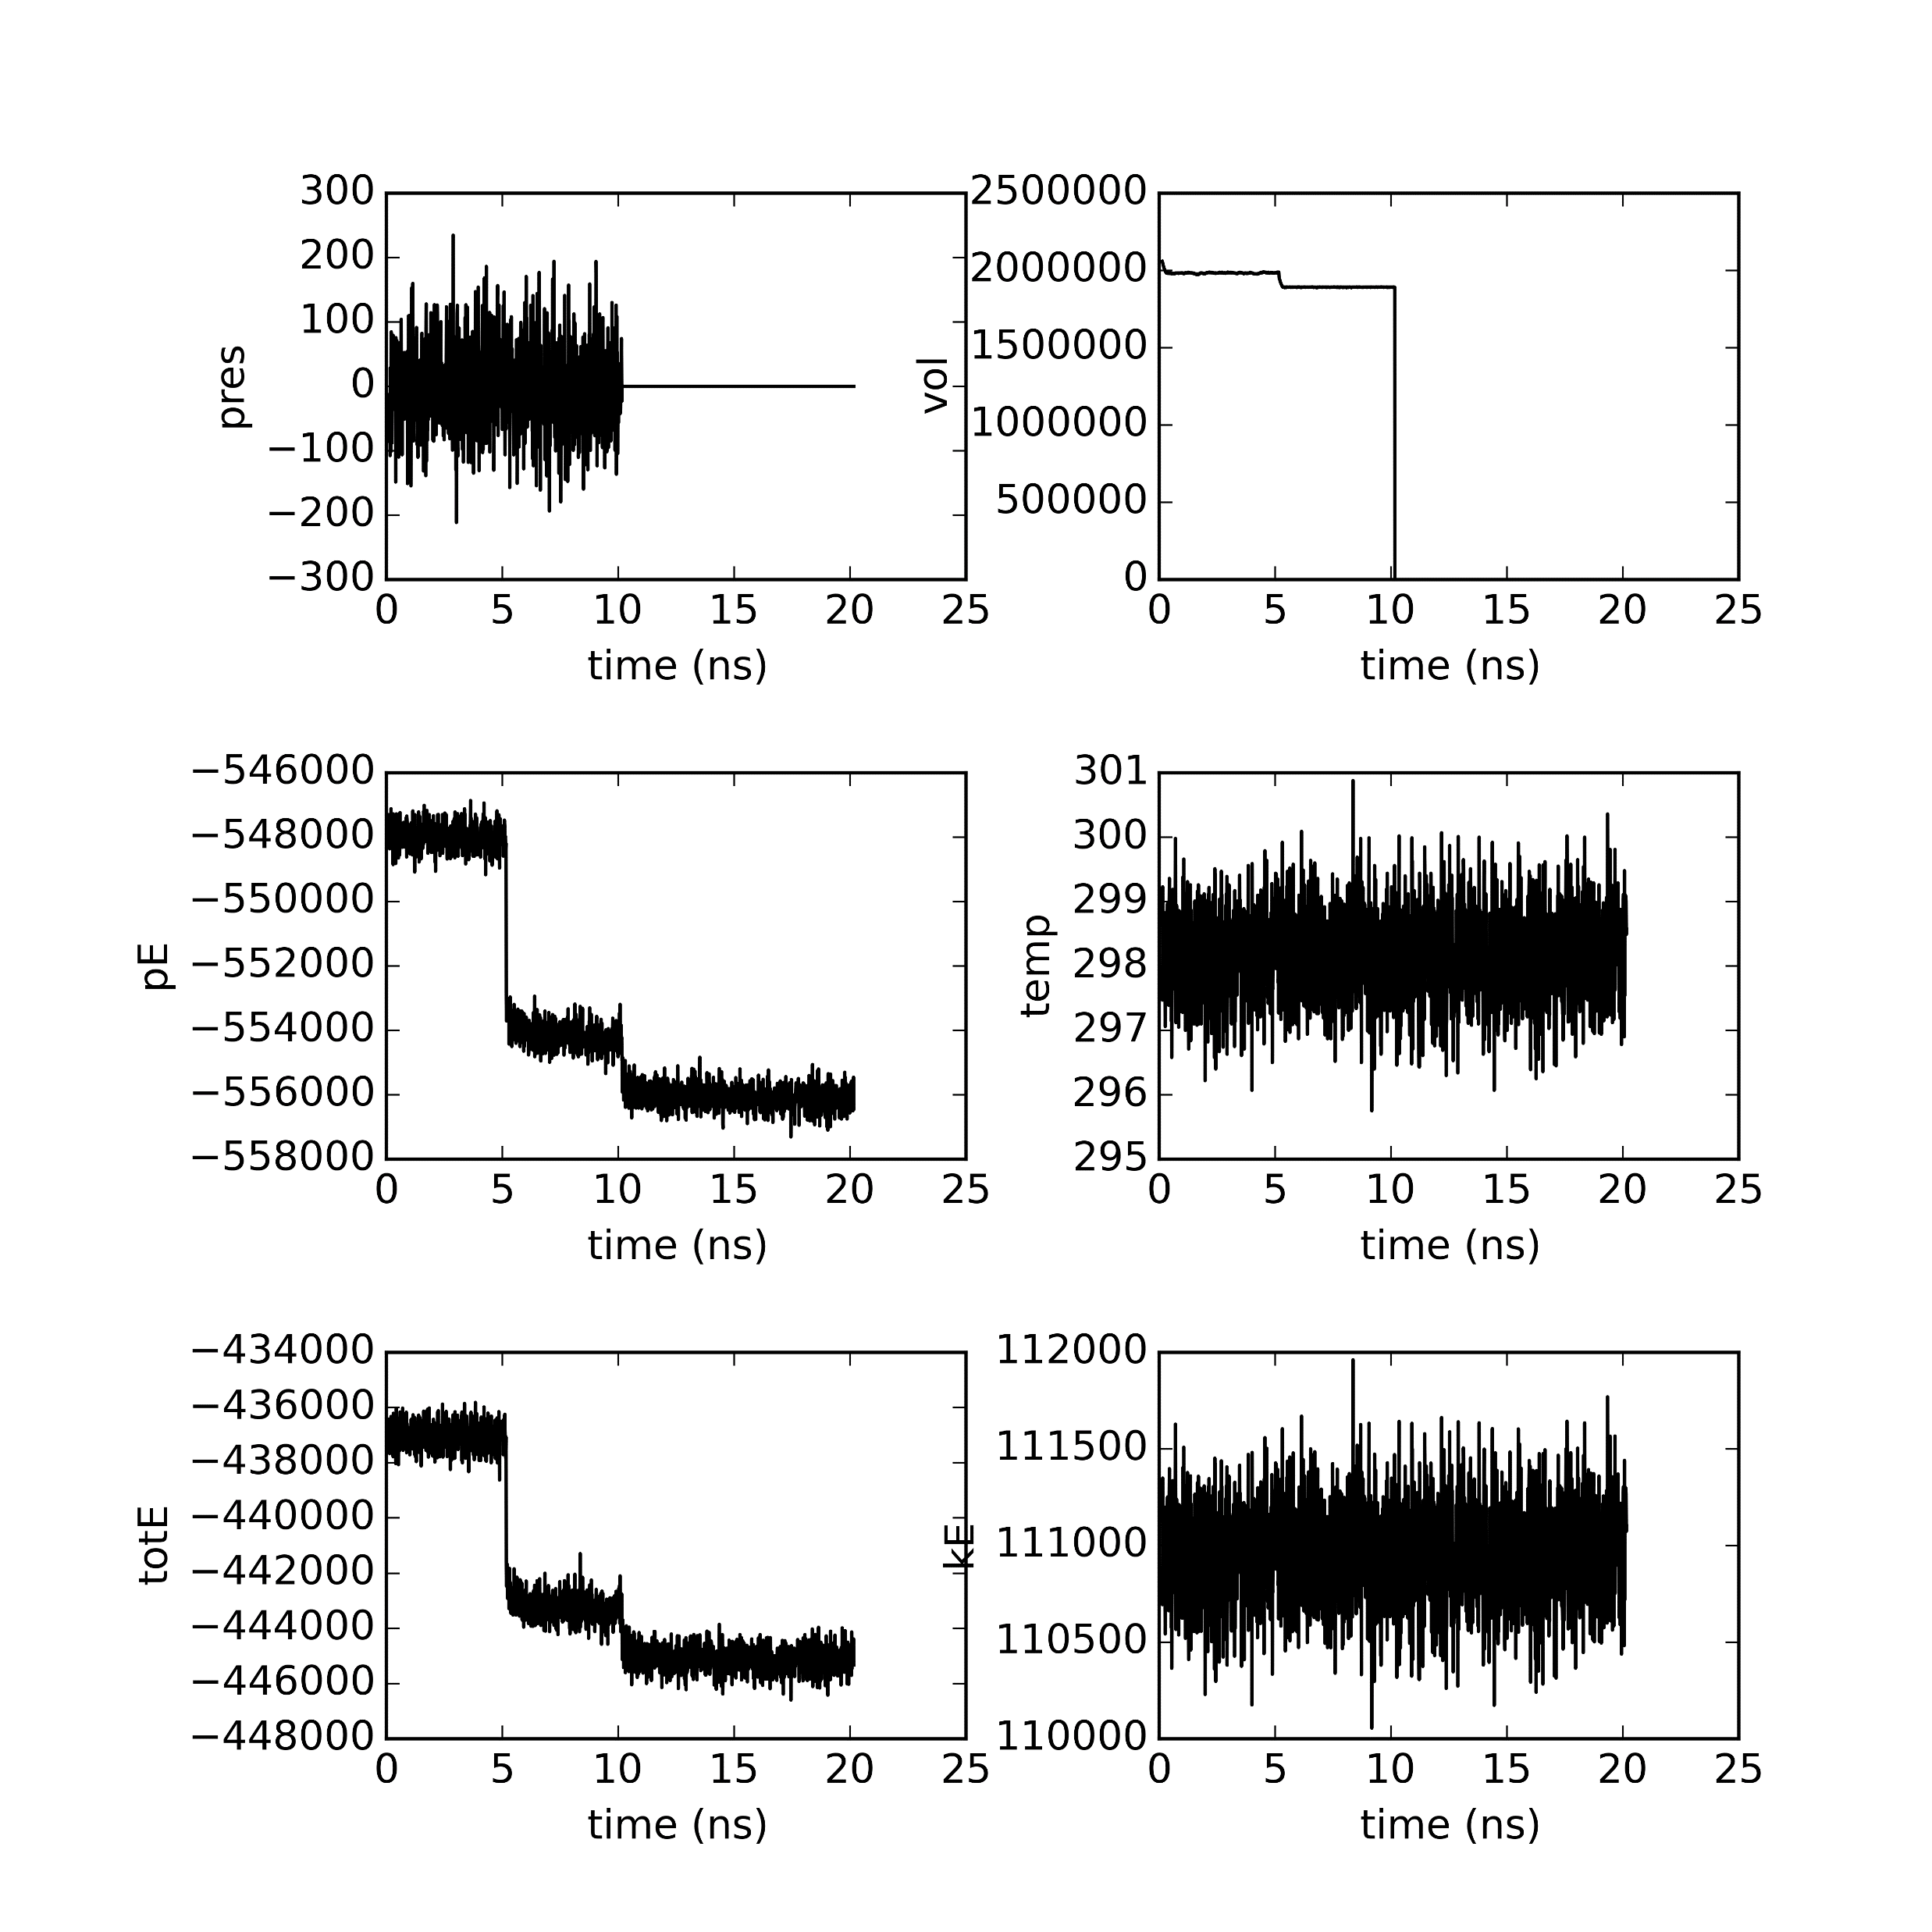 300
200
100
0
−100
−200
−300
pres
0 5 10 15 20 25
time (ns)
2500000
2000000
1500000
1000000
500000
0
vol
0 5 10 15 20 25
time (ns)
−546000
−548000
−550000
−552000
−554000
−556000
−558000
pE
0 5 10 15 20 25
time (ns)
301
300
299
298
297
296
295
temp
0 5 10 15 20 25
time (ns)
−434000
−436000
−438000
−440000
−442000
−444000
−446000
−448000
totE
0 5 10 15 20 25
time (ns)
112000
111500
111000
110500
110000
kE
0 5 10 15 20 25
time (ns)